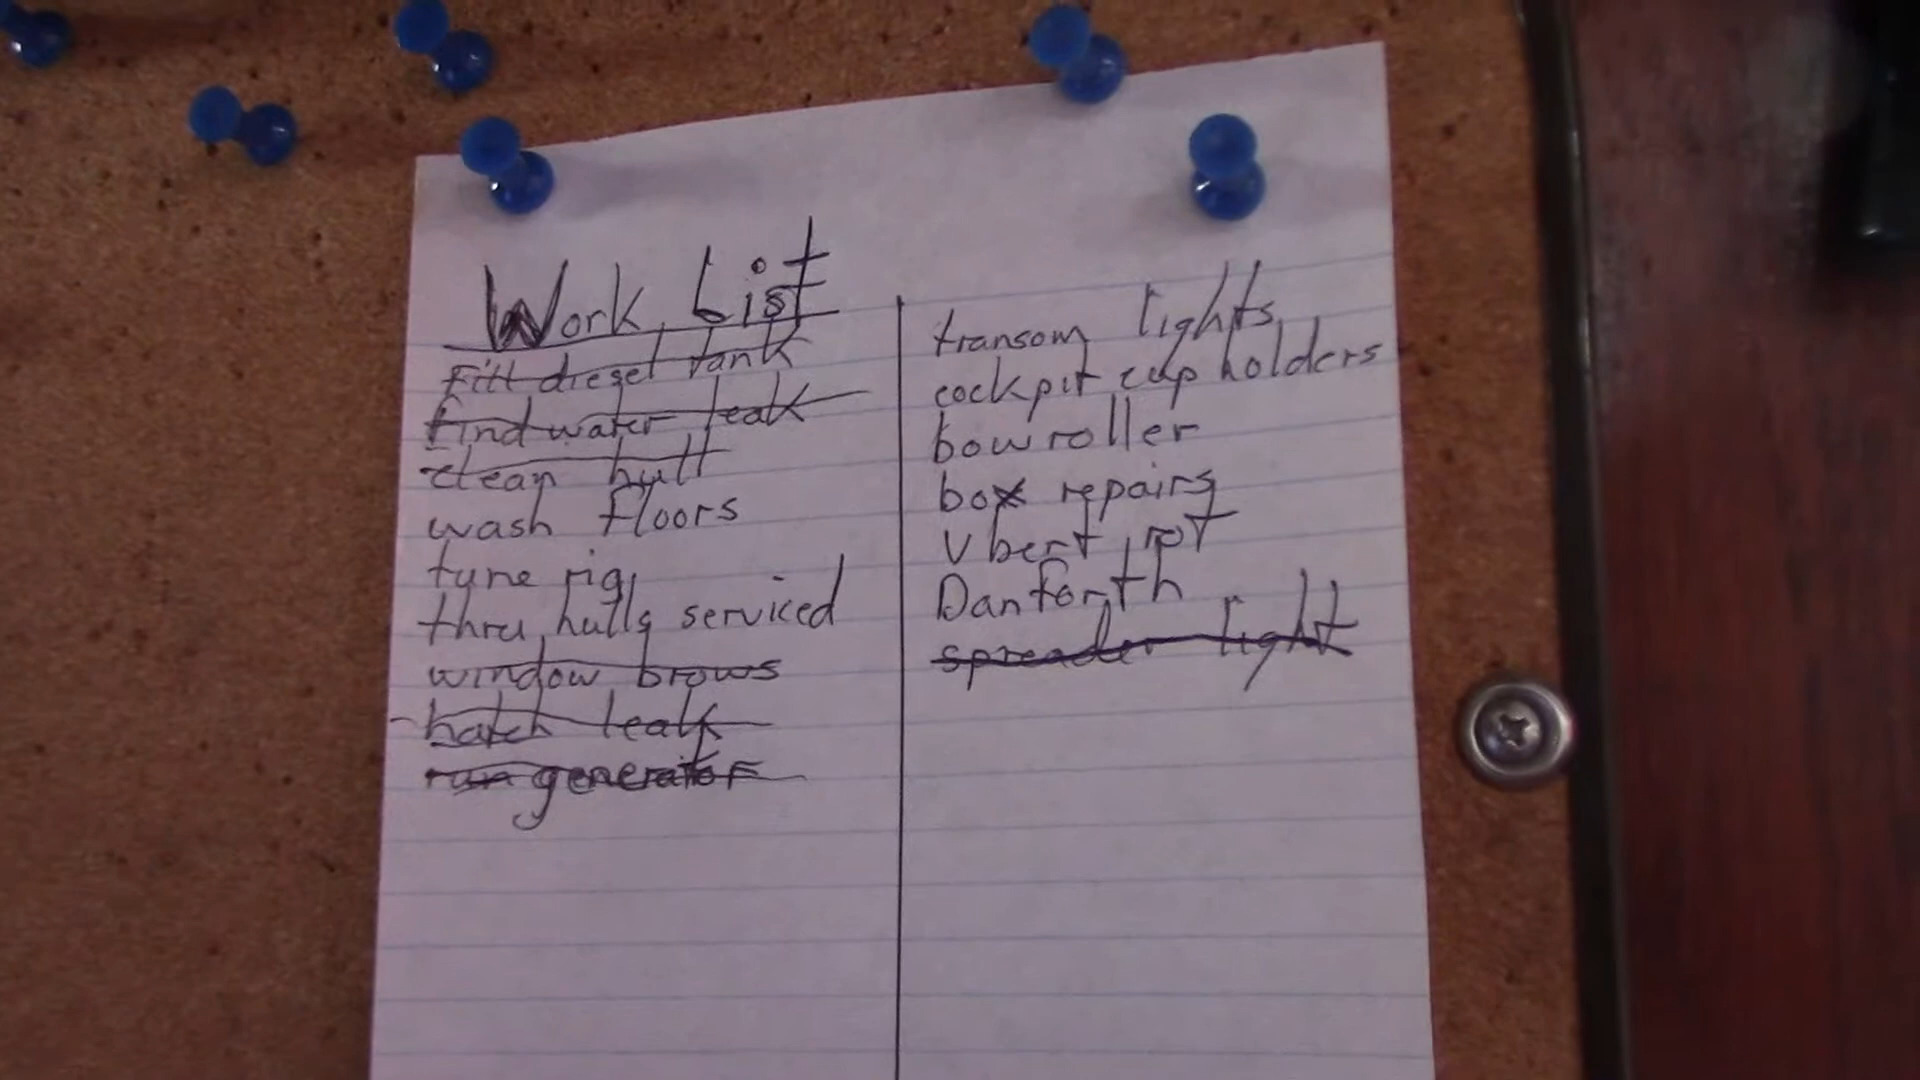 Work List
Fill diesel tank
find water leak
clean hull
wash floors
tune rig
thru hulls serviced
window brows
hatch leak
run generator
transom lights
cockpit cup holders
bow roller
box repairs
V bert rot
Danforth
spreader light